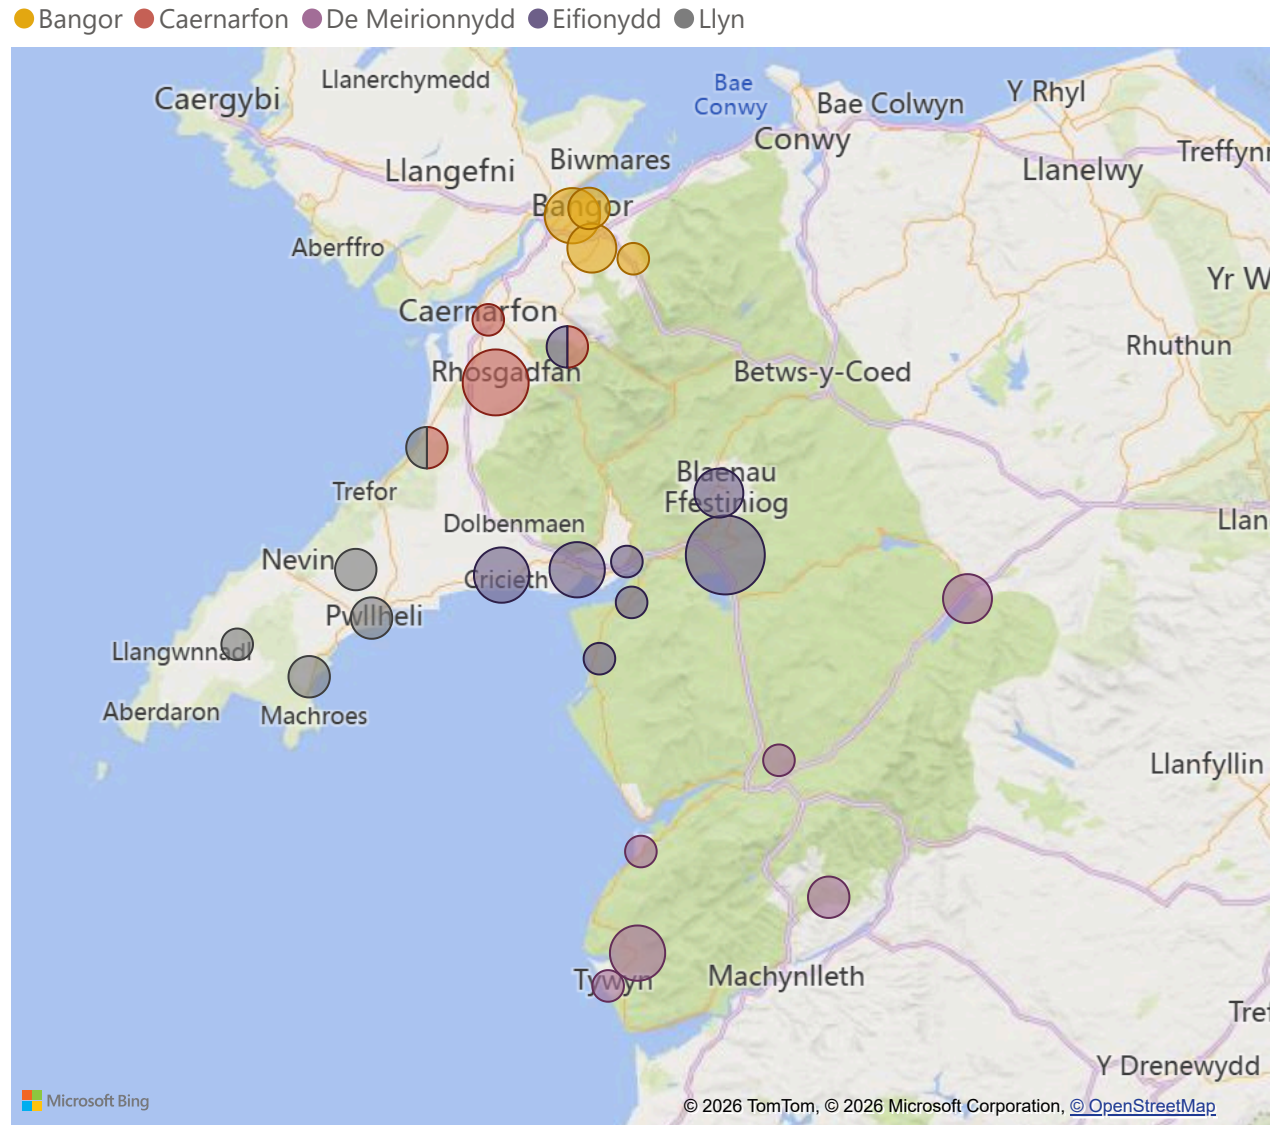 Bangor Caernarfon De Meirionnydd Eifionydd Llyn
Llanerchymedd
Caergybi
Bae
Conwy
Bae Colwyn
Y Rhyl
Conwy
Treffynn
Llangefni
Biwmares
Llanelwy
Bangor
Aberffro
Yr W
Caernarfon
Rhuthun
Rhosgadfan
Betws-y-Coed
Blaenau
Ffestiniog
Trefor
Dolbenmaen
Llan
Nevin
Cricieth
Pwllheli
Llangwnnadl
Aberdaron
Machroes
Llanfyllin
Tywyn
Machynlleth
Tref
Y Drenewydd
Microsoft Bing
© 2026 TomTom, © 2026 Microsoft Corporation, © OpenStreetMap